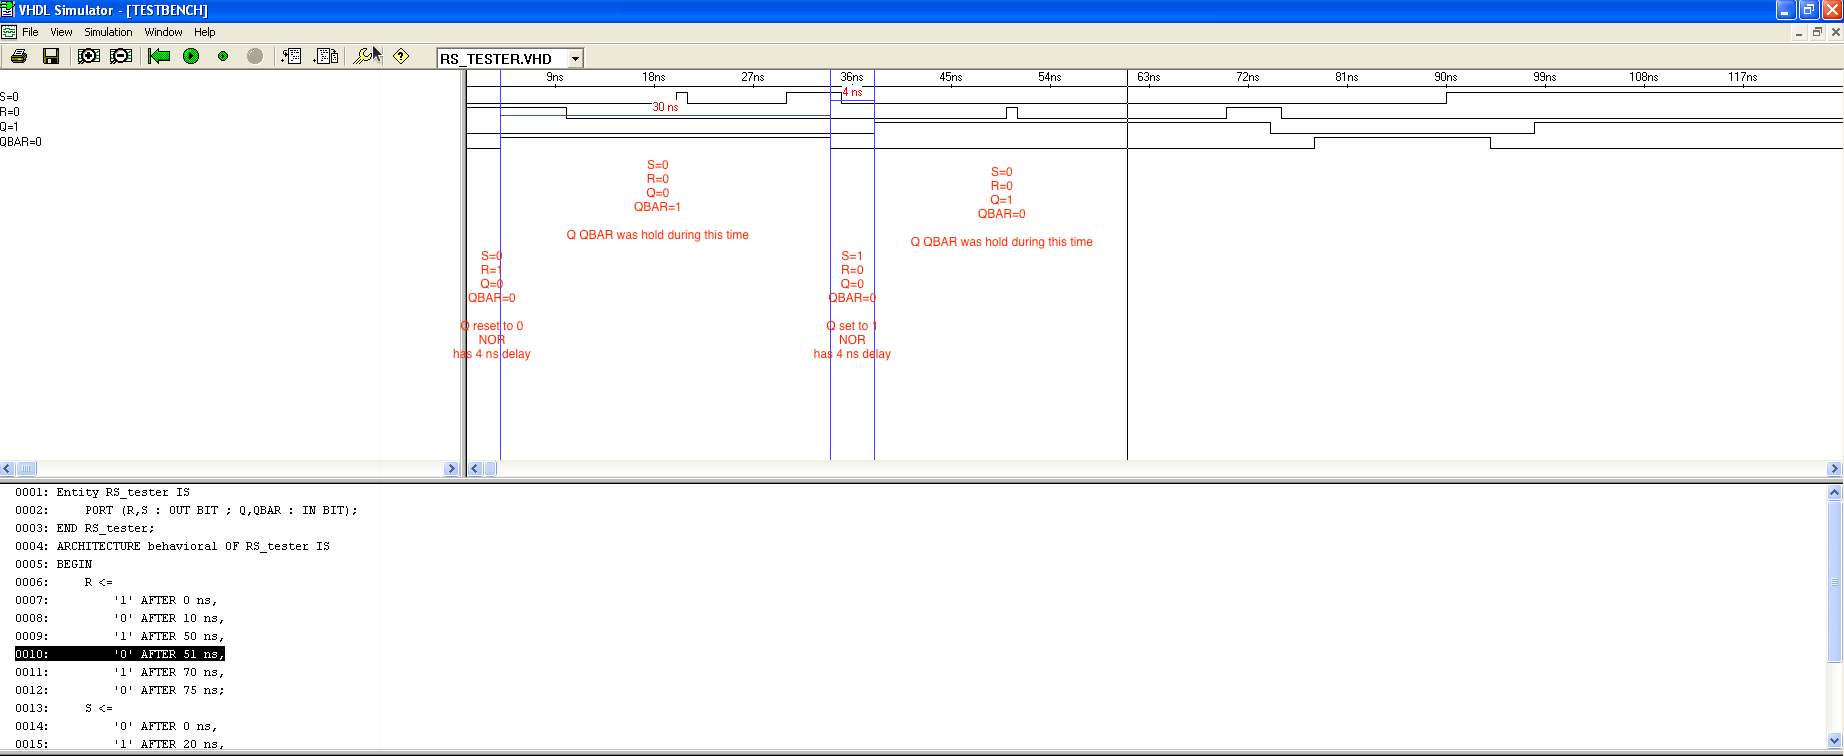 VHDL Simulator - [TESTBENCH]
File View Simulation Window Help
RS_TESTER.VHD
9ns 18ns 27ns 36ns 45ns 54ns 63ns 72ns 81ns 90ns 99ns 108ns 117ns
S=0
R=0
Q=1
QBAR=0
4 ns
30 ns
S=0
R=0
Q=0
QBAR=1
Q QBAR was hold during this time
S=0
R=0
Q=1
QBAR=0
Q QBAR was hold during this time
S=0
R=1
Q=0
QBAR=0
Q reset to 0
NOR
has 4 ns delay
S=1
R=0
Q=0
QBAR=0
Q set to 1
NOR
has 4 ns delay
0001: Entity RS_tester IS
0002: PORT (R,S : OUT BIT ; Q,QBAR : IN BIT);
0003: END RS_tester;
0004: ARCHITECTURE behavioral OF RS_tester IS
0005: BEGIN
0006: R <=
0007: '1' AFTER 0 ns,
0008: '0' AFTER 10 ns,
0009: '1' AFTER 50 ns,
0010: '0' AFTER 51 ns,
0011: '1' AFTER 70 ns,
0012: '0' AFTER 75 ns;
0013: S <=
0014: '0' AFTER 0 ns,
0015: '1' AFTER 20 ns,